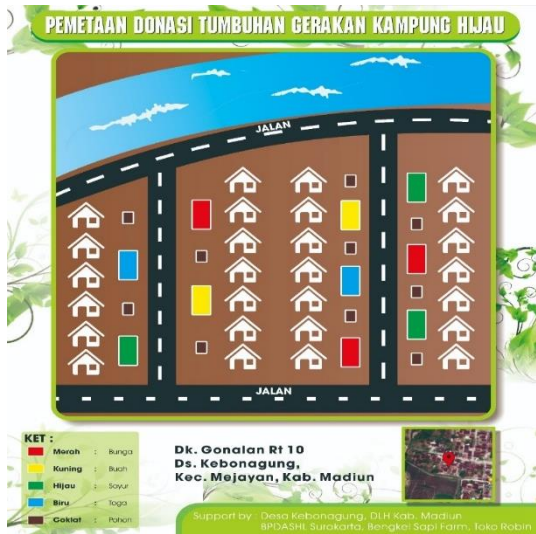 PEMETAAN DONASI TUMBUHAN GERAKAN KAMPUNG HIJAU
JALAN
JALAN
KET :
Merah : Bunga
Kuning : Buah
Hijau : Sayur
Biru : Toga
Coklat : Pohon
Dk. Gonalan Rt 10
Ds. Kebonagung,
Kec. Mejayan, Kab. Madiun
Support by : Desa Kebonagung, DLH Kab. Madiun
BPDASHL Surakarta, Bengkel Sapi Farm, Toko Robin